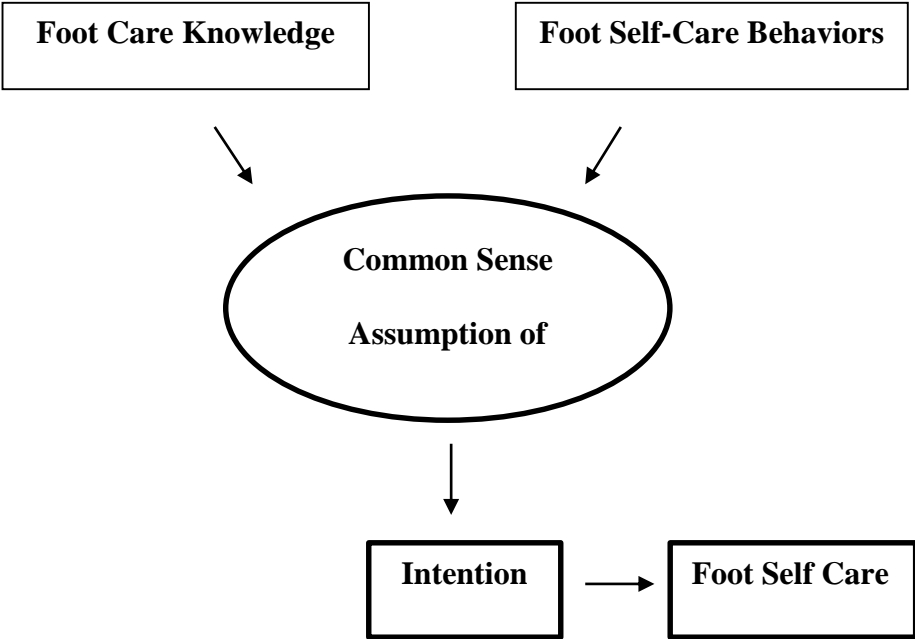 Foot Care Knowledge
Foot Self-Care Behaviors
Common Sense
Assumption of
Intention
Foot Self Care